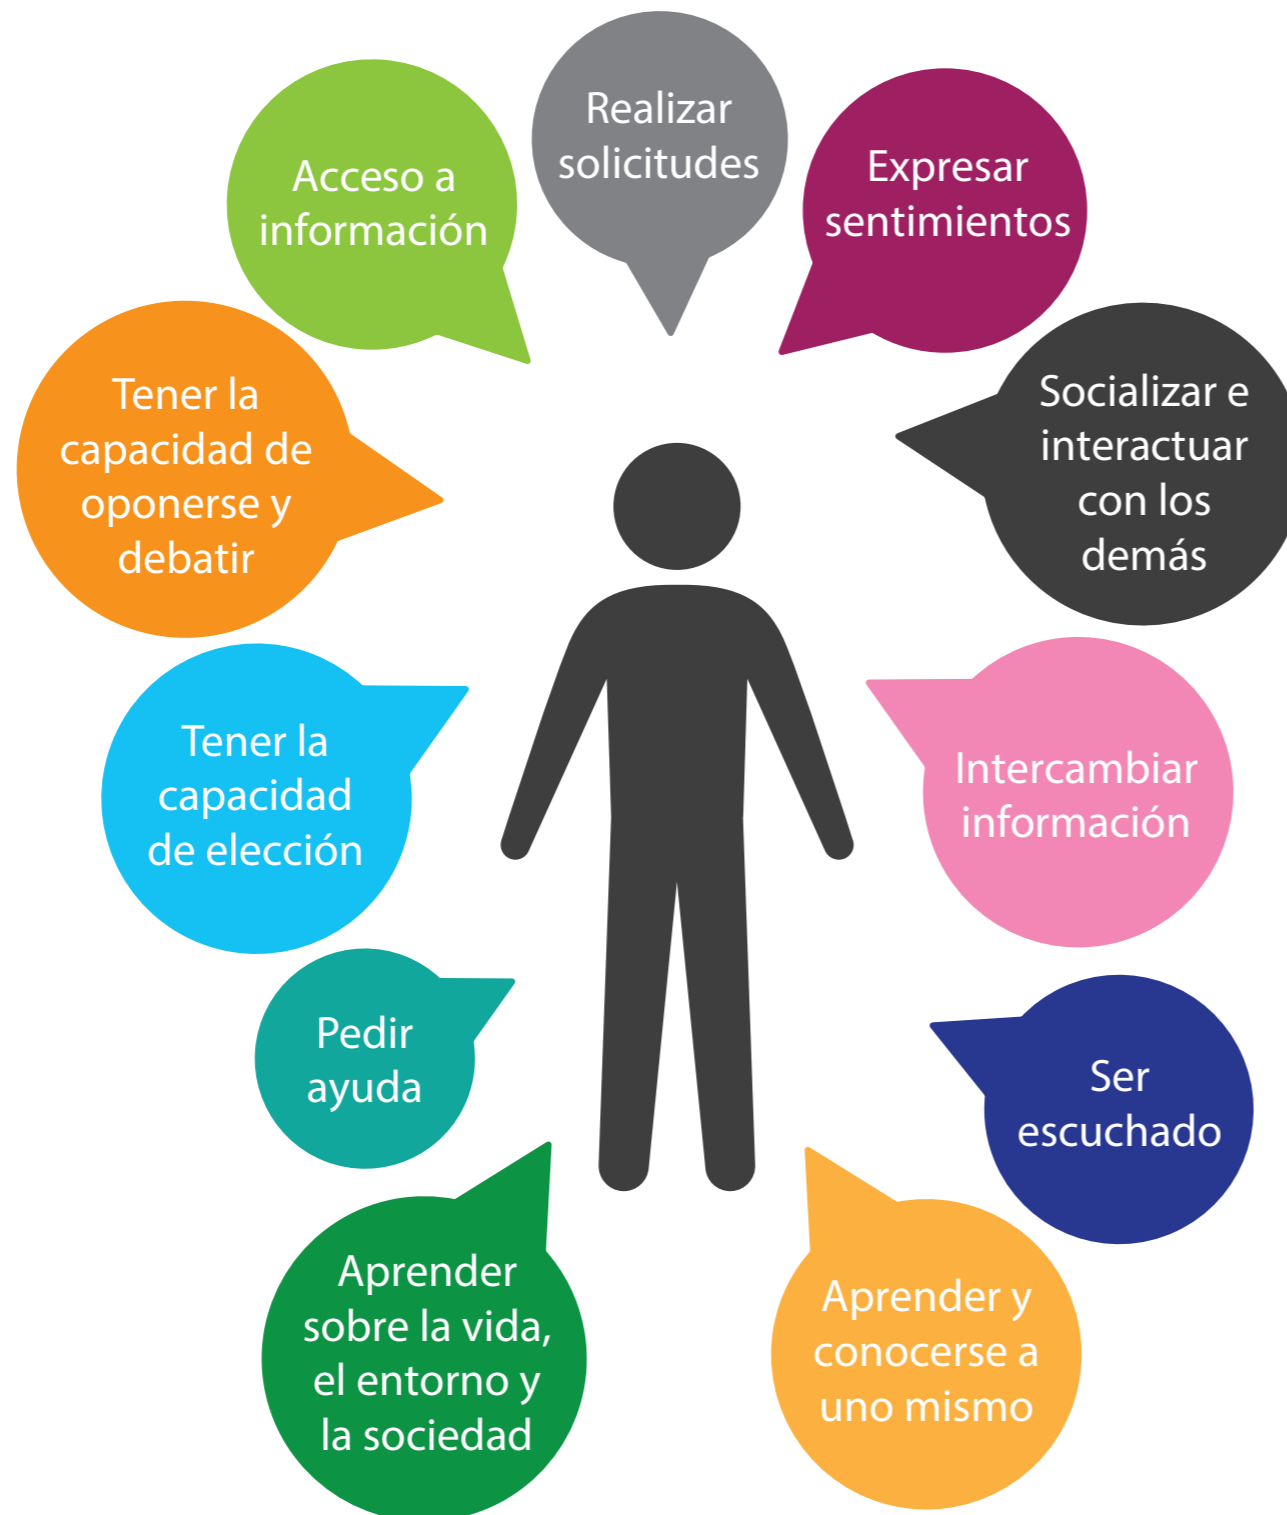 Realizar
solicitudes
Expresar
sentimientos
Socializar e
interactuar
con los
demás
Intercambiar
información
Ser
escuchado
Aprender y
conocerse a
uno mismo
Aprender
sobre la vida,
el entorno y
la sociedad
Pedir
ayuda
Tener la
capacidad
de elección
Tener la
capacidad de
oponerse y
debatir
Acceso a
información